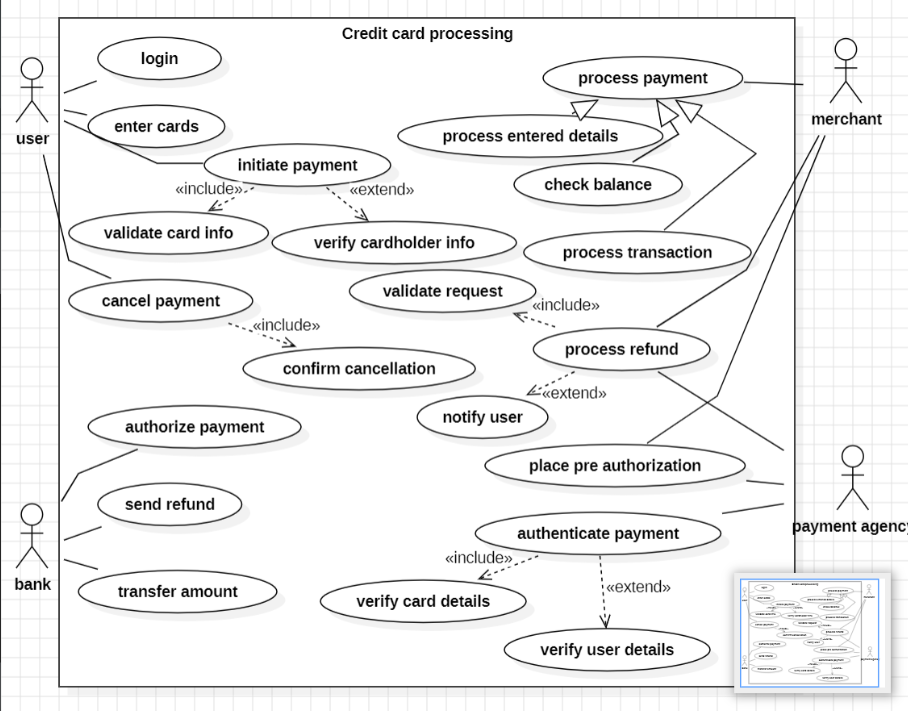 Credit card processing
login
process payment
user
enter cards
process entered details
merchant
initiate payment
check balance
«include»
«extend»
validate card info
verify cardholder info
process transaction
cancel payment
validate request
«include»
«include»
process refund
confirm cancellation
«extend»
notify user
authorize payment
place pre authorization
send refund
authenticate payment
payment agency
bank
«include»
transfer amount
verify card details
«extend»
verify user details